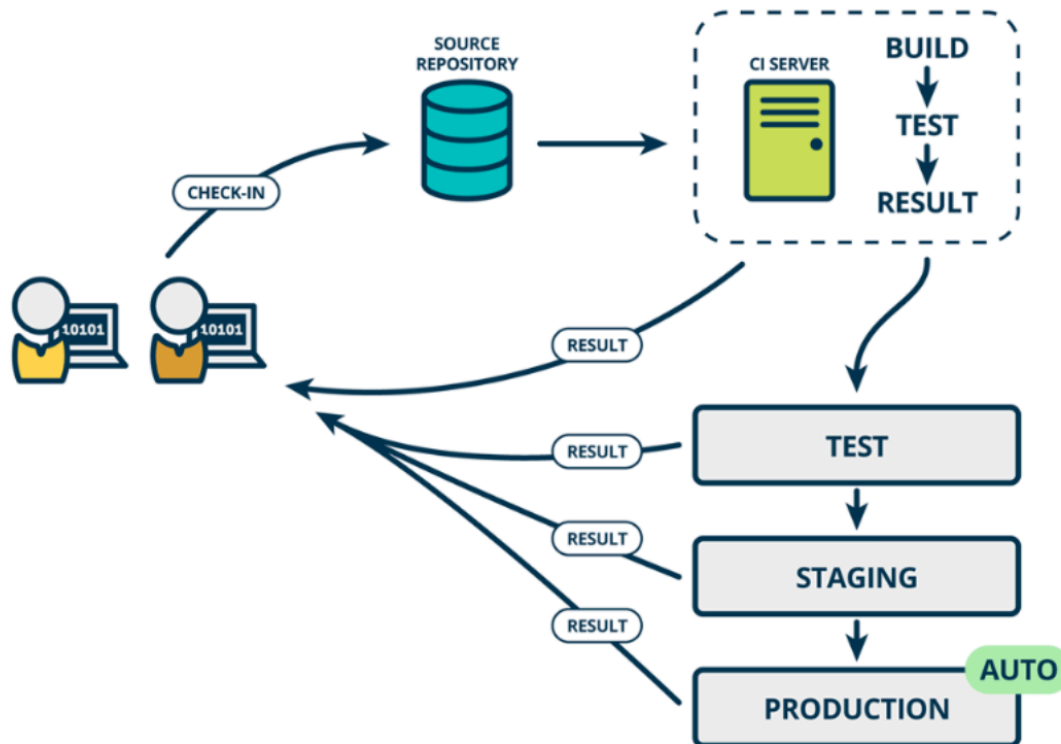 SOURCE
REPOSITORY
CI SERVER
BUILD
TEST
RESULT
CHECK-IN
10101
10101
RESULT
RESULT
TEST
RESULT
STAGING
RESULT
AUTO
PRODUCTION